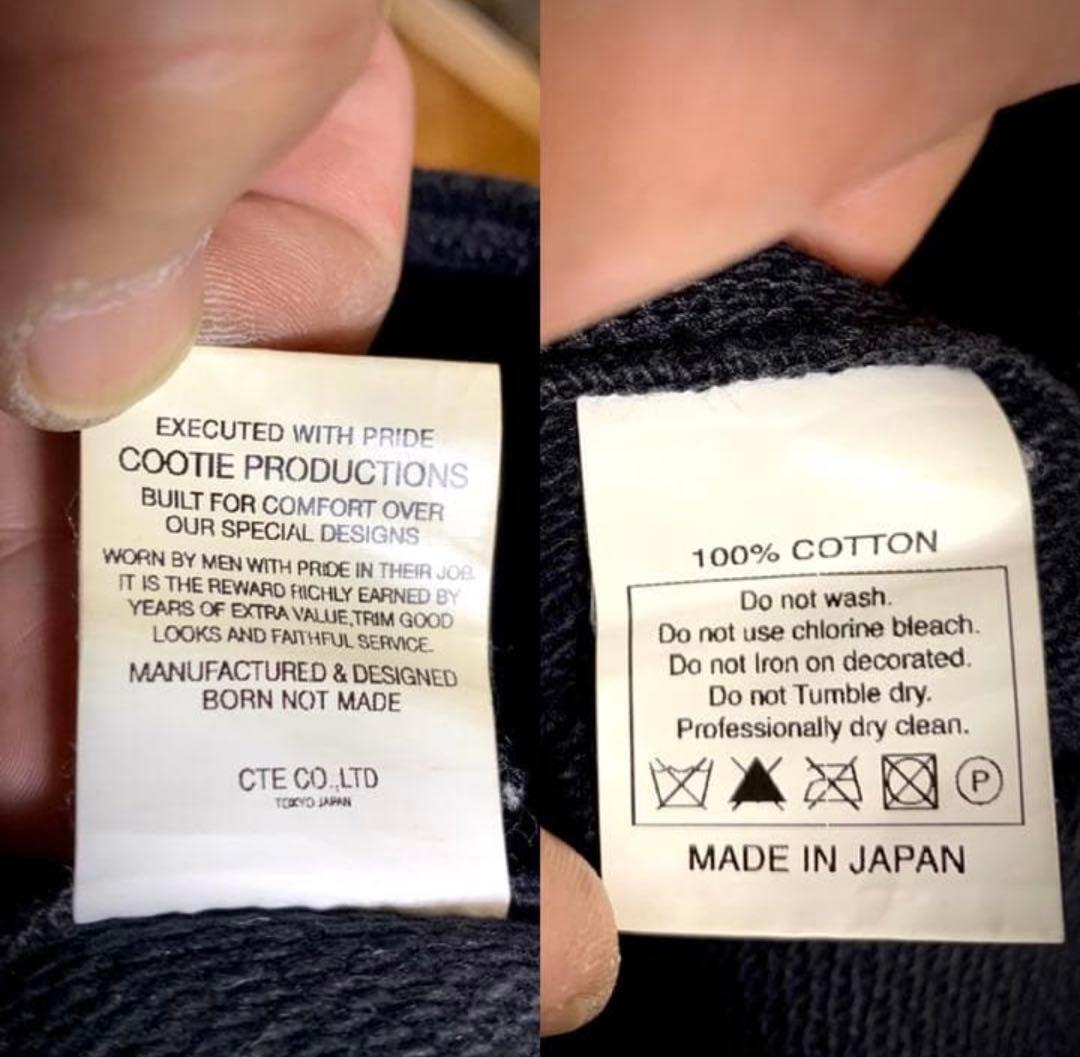 EXECUTED WITH PRIDE
COOTIE PRODUCTIONS
BUILT FOR COMFORT OVER
OUR SPECIAL DESIGNS
WORN BY MEN WITH PRIDE IN THEIR JOB
IT IS THE REWARD RICHLY EARNED BY
YEARS OF EXTRA VALUE,TRIM GOOD
LOOKS AND FAITHFUL SERVICE.
MANUFACTURED & DESIGNED
BORN NOT MADE
CTE CO.,LTD
TOKYO JAPAN
100% COTTON
Do not wash.
Do not use chlorine bleach.
Do not Iron on decorated.
Do not Tumble dry.
Professionally dry clean.
P
MADE IN JAPAN